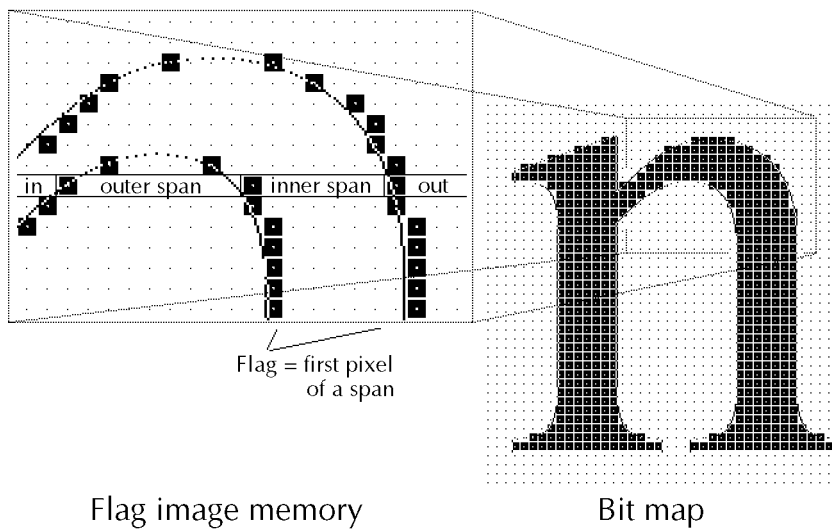 in outer span inner span out
Flag = first pixel
of a span
Flag image memory
Bit map